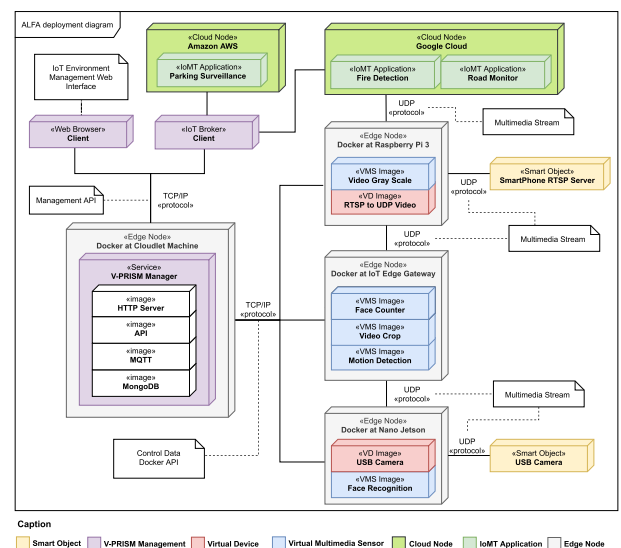 ALFA deployment diagram
«Cloud Node»
Amazon AWS
«IoMT Application»
Parking Surveillance
«Cloud Node»
Google Cloud
«IoMT Application»
Fire Detection
«IoMT Application»
Road Monitor
IoT Environment
Management Web
Interface
«Web Browser»
Client
«IoT Broker»
Client
UDP
«protocol»
Multimedia Stream
«Edge Node»
Docker at Raspberry Pi 3
«VMS Image»
Video Gray Scale
«VD Image»
RTSP to UDP Video
UDP
«protocol»
«Smart Object»
SmartPhone RTSP Server
Management API
TCP/IP
«protocol»
UDP
«protocol»
Multimedia Stream
«Edge Node»
Docker at Cloudlet Machine
«Service»
V-PRISM Manager
«image»
HTTP Server
«image»
API
«image»
MQTT
«image»
MongoDB
TCP/IP
«protocol»
«Edge Node»
Docker at IoT Edge Gateway
«VMS Image»
Face Counter
«VMS Image»
Video Crop
«VMS Image»
Motion Detection
UDP
«protocol»
Multimedia Stream
Control Data
Docker API
«Edge Node»
Docker at Nano Jetson
«VD Image»
USB Camera
«VMS Image»
Face Recognition
UDP
«protocol»
«Smart Object»
USB Camera
Caption
Smart Object
V-PRISM Management
Virtual Device
Virtual Multimedia Sensor
Cloud Node
IoMT Application
Edge Node